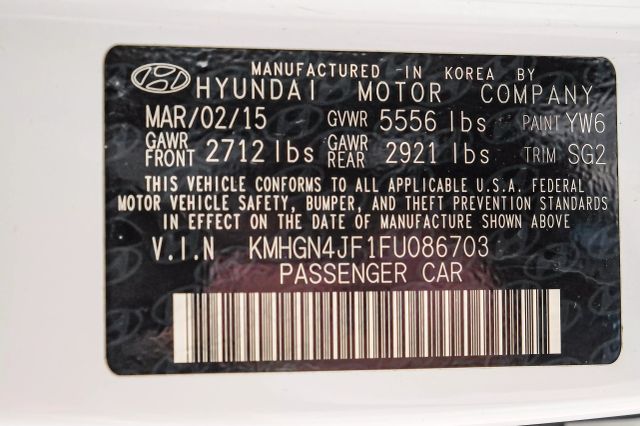 MANUFACTURED IN KOREA BY
HYUNDAI MOTOR COMPANY
MAR/02/15 GVWR 5556 lbs PAINT YW6
GAWR FRONT 2712 lbs GAWR REAR 2921 lbs TRIM SG2
THIS VEHICLE CONFORMS TO ALL APPLICABLE U.S.A. FEDERAL
MOTOR VEHICLE SAFETY, BUMPER, AND THEFT PREVENTION STANDARDS
IN EFFECT ON THE DATE OF MANUFACTURE SHOWN ABOVE
V.I.N KMHGN4JF1FU086703
PASSENGER CAR